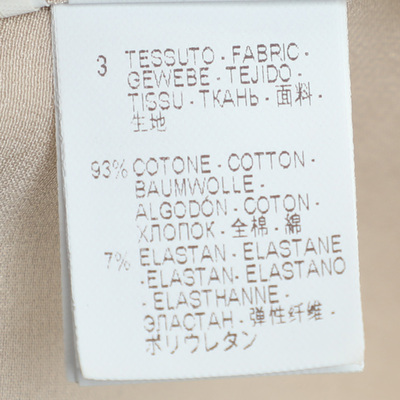 3 TESSUTO · FABRIC ·
GEWEBE · TEJIDO ·
TISSU · ТКАНЬ · 面料 ·
生地
93% COTONE · COTTON ·
BAUMWOLLE ·
ALGODÓN · COTON ·
ХЛОПОК · 全棉 · 綿
7% ELASTAN · ELASTANE
· ELASTAN · ELASTANO
· ELASTHANNE ·
ЭЛАСТАН · 弹性纤维 ·
ポリウレタン